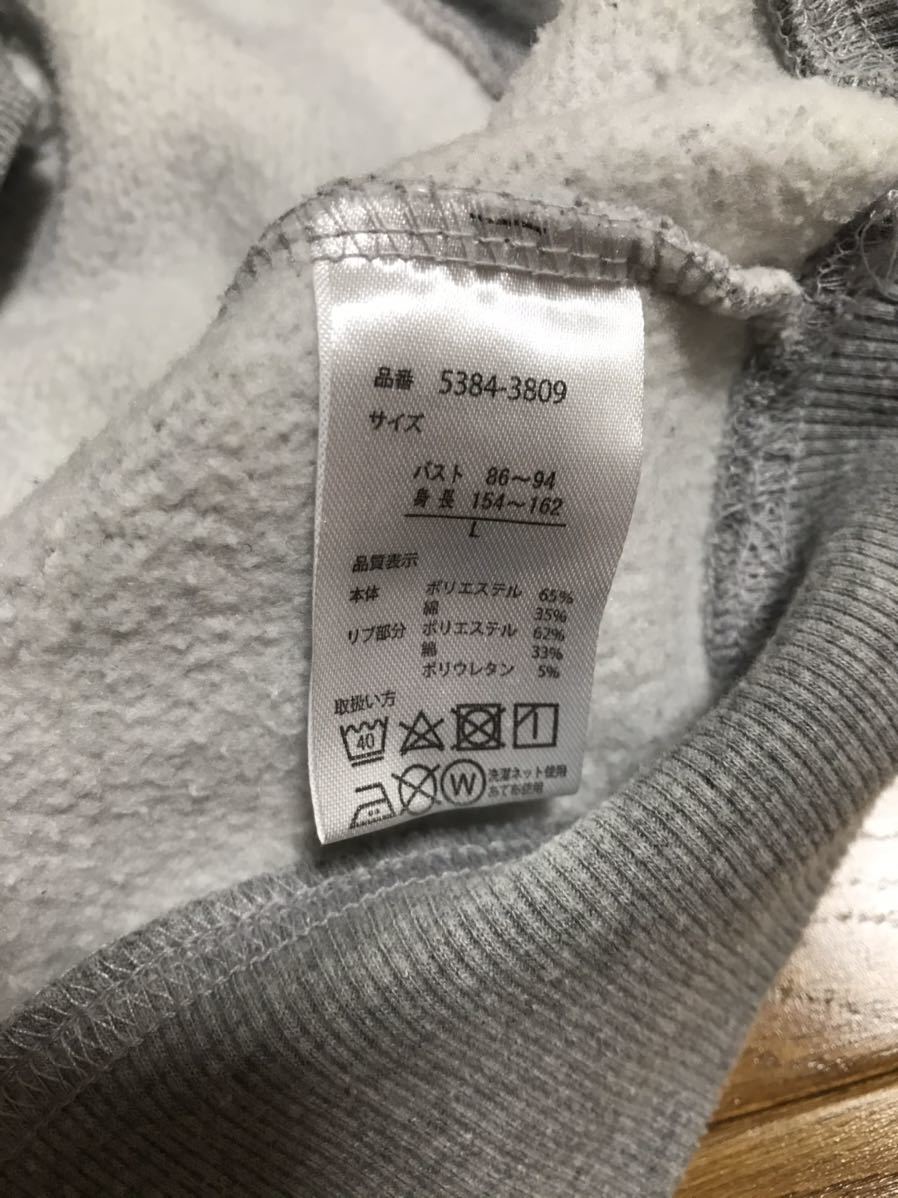 品番 5384-3809
サイズ
バスト 86～94
身長 154～162
L
品質表示
本体 ポリエステル 65%
綿 35%
リブ部分 ポリエステル 62%
綿 33%
ポリウレタン 5%
取扱い方
40
W 洗濯ネット使用
あて布使用